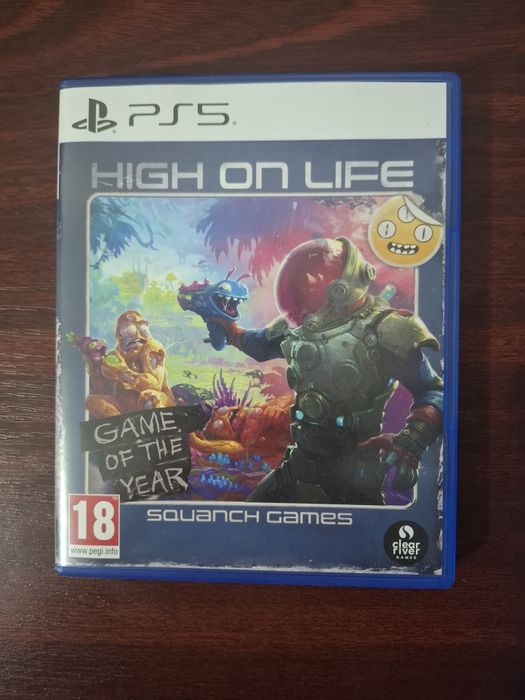 PS5
HIGH ON LIFE
GAME
OF THE
YEAR
SQUANCH GAMES
18
www.pegi.info
clear
river
GAMES